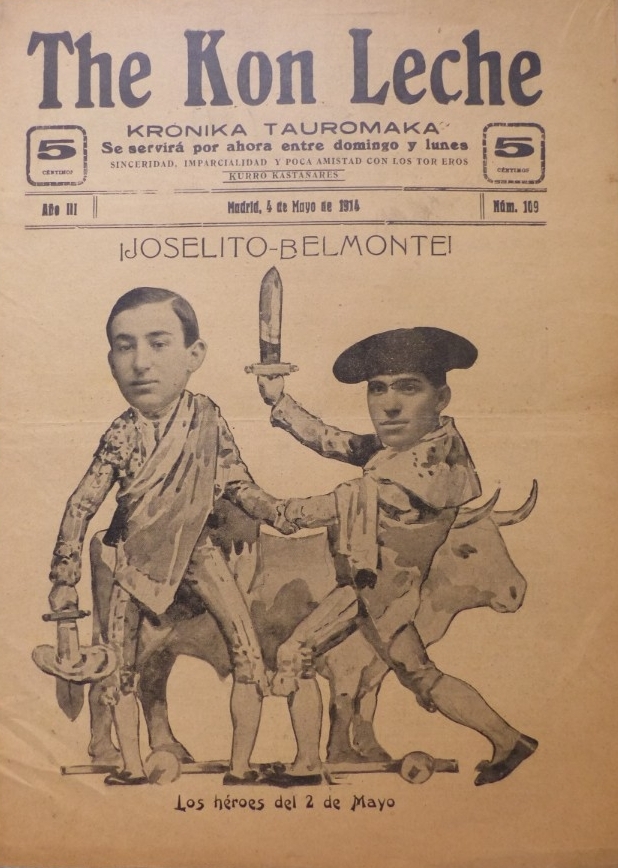 The Kon Leche
5
CÉNTIMOS
KRÓNIKA TAUROMAKA
Se servirá por ahora entre domingo y lunes
SINCERIDAD, IMPARCIALIDAD Y POCA AMISTAD CON LOS TOREROS
KURRO KASTAÑARES
5
CÉNTIMOS
Año III
Madrid, 4 de Mayo de 1914
Núm. 109
¡JOSELITO-BELMONTE!
Los héroes del 2 de Mayo